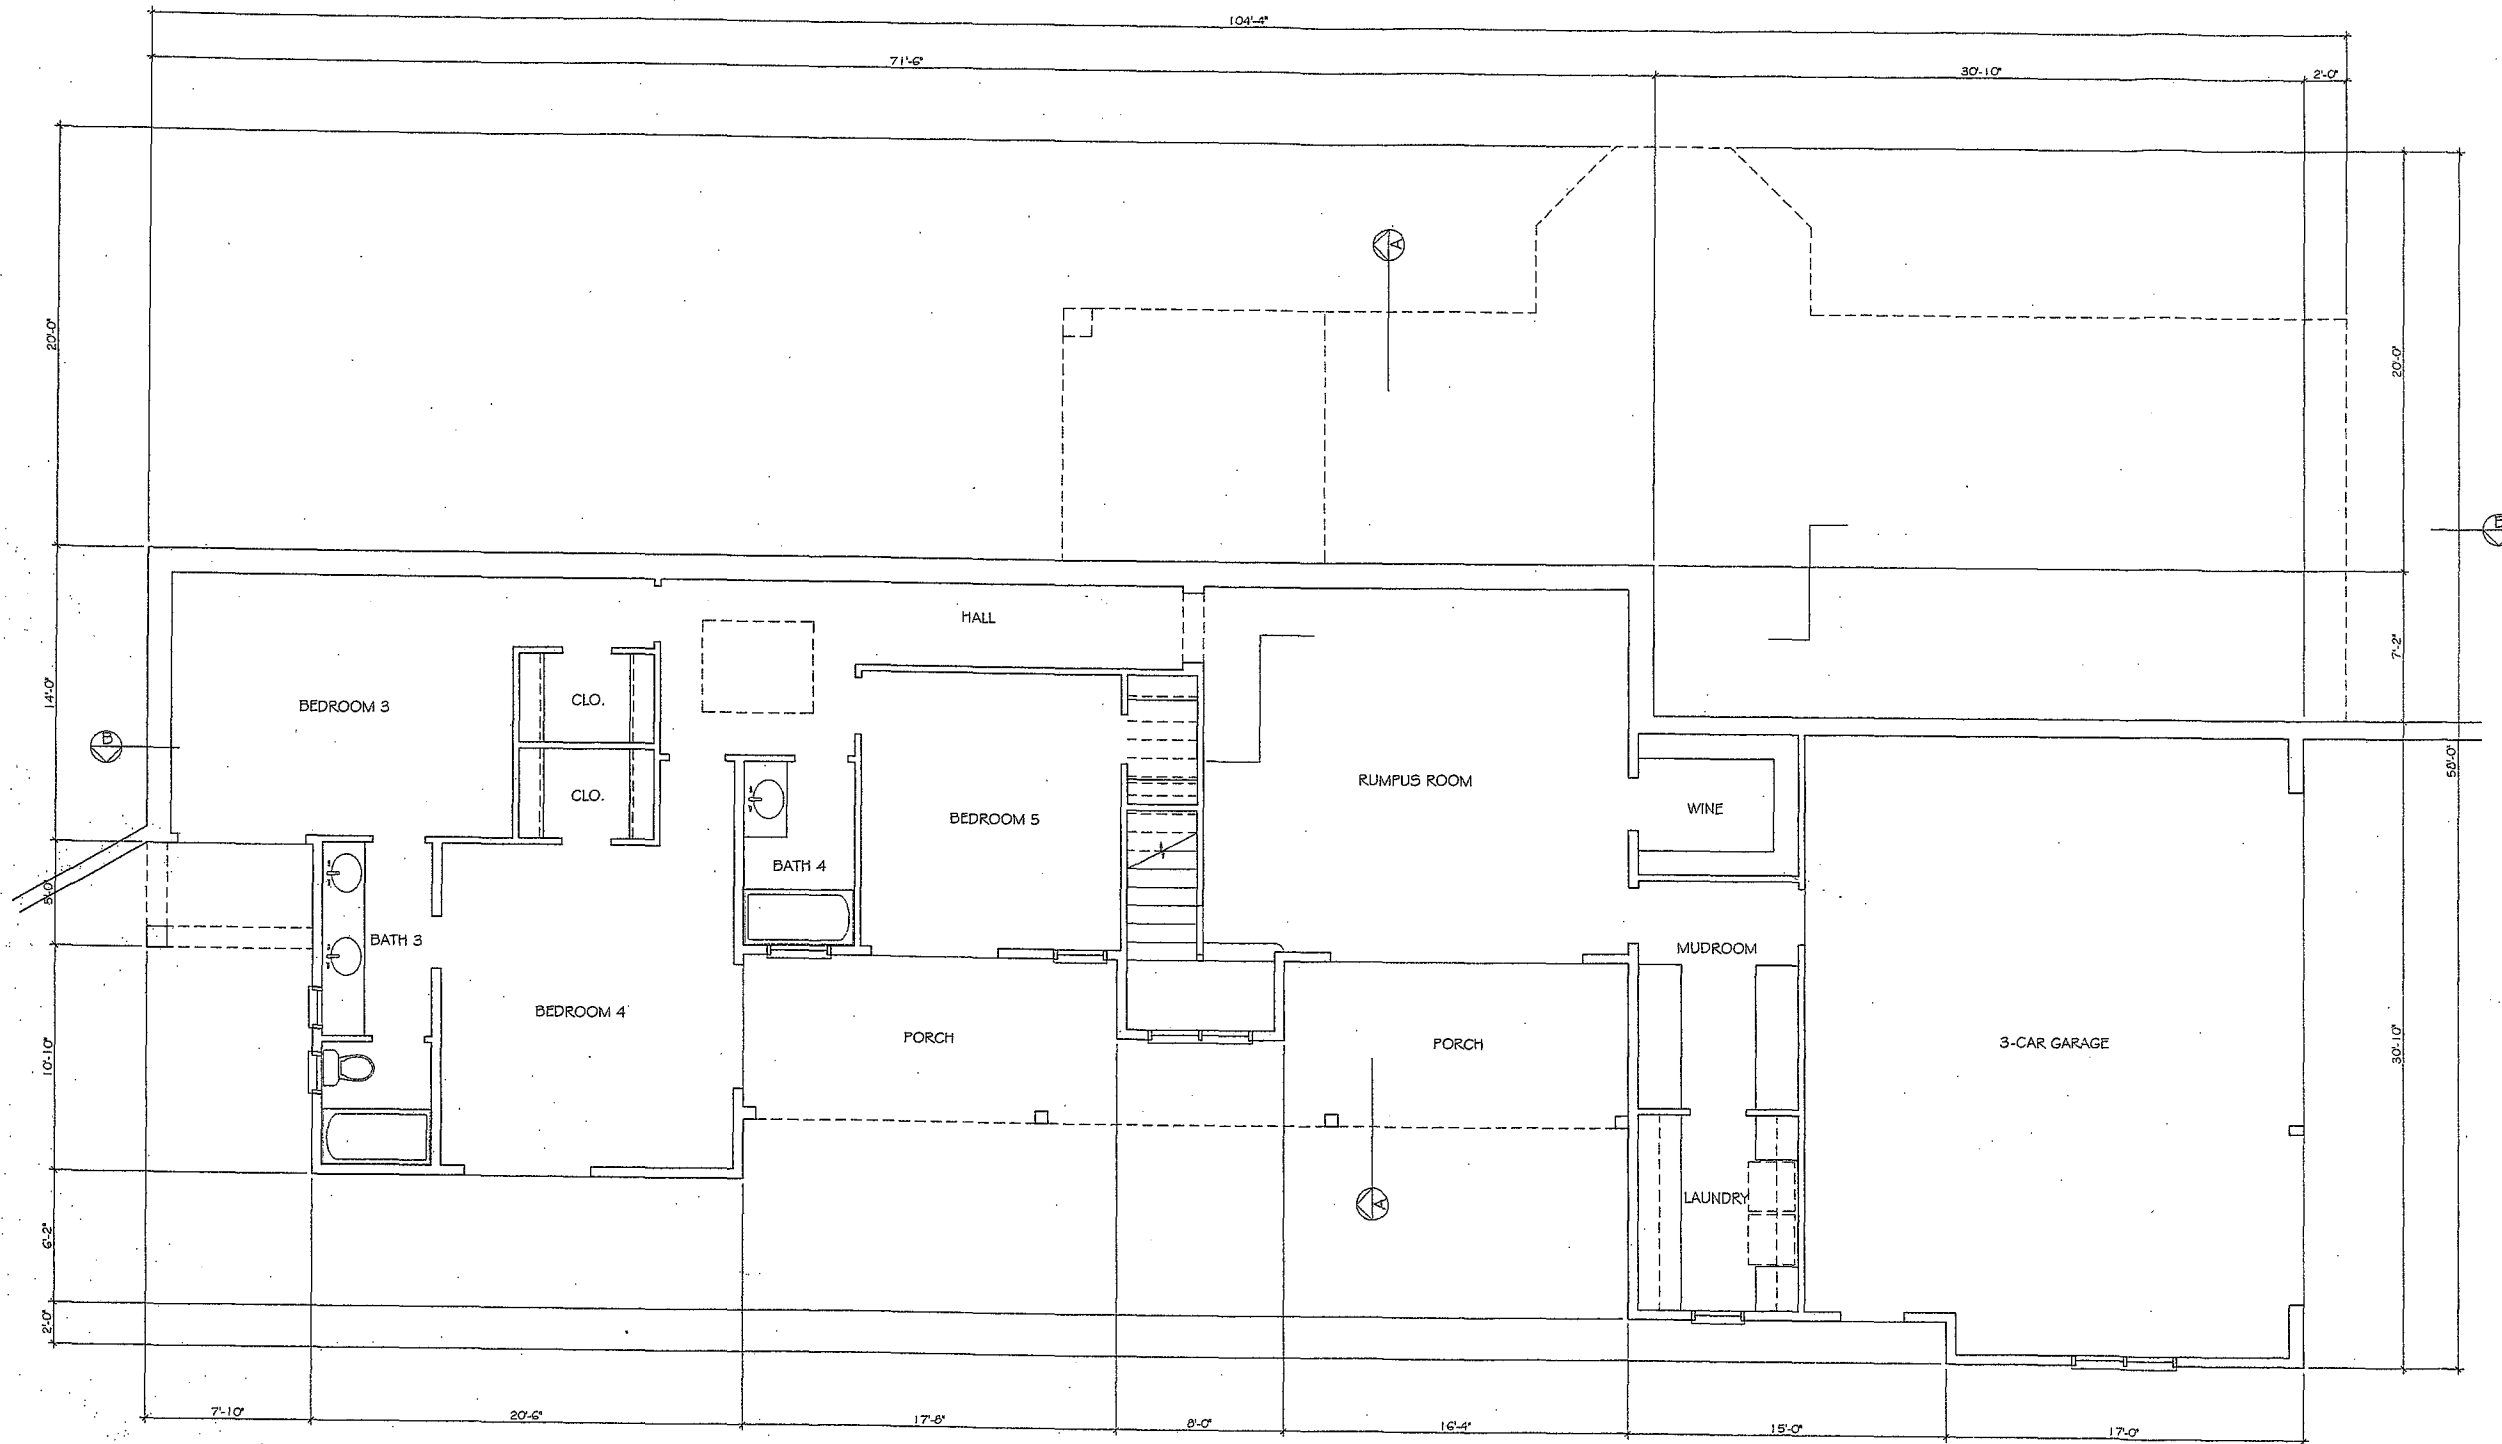 104'-4"
71'-6"
30'-10"
2'-0"
A
20'-0"
20'-0"
B
HALL
7'-2"
14'-0"
BEDROOM 3
CLO.
B
58'-0"
RUMPUS ROOM
CLO.
WINE
BEDROOM 5
BATH 4
5'-0"
BATH 3
MUDROOM
BEDROOM 4
PORCH
PORCH
3-CAR GARAGE
30'-10"
10'-10"
LAUNDRY
A
6'-2"
2'-0"
7'-10"
20'-6"
17'-8"
8'-0"
16'-4"
15'-0"
17'-0"